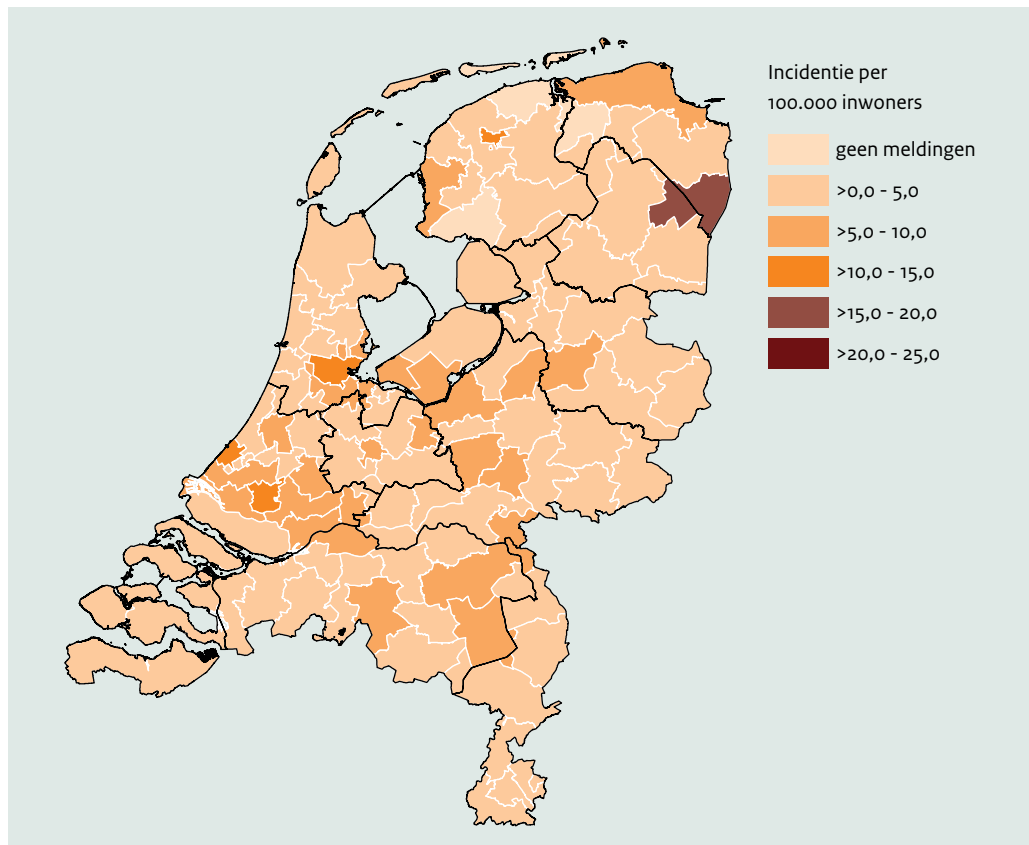 Incidentie per
100.000 inwoners
geen meldingen
>0,0 - 5,0
>5,0 - 10,0
>10,0 - 15,0
>15,0 - 20,0
>20,0 - 25,0